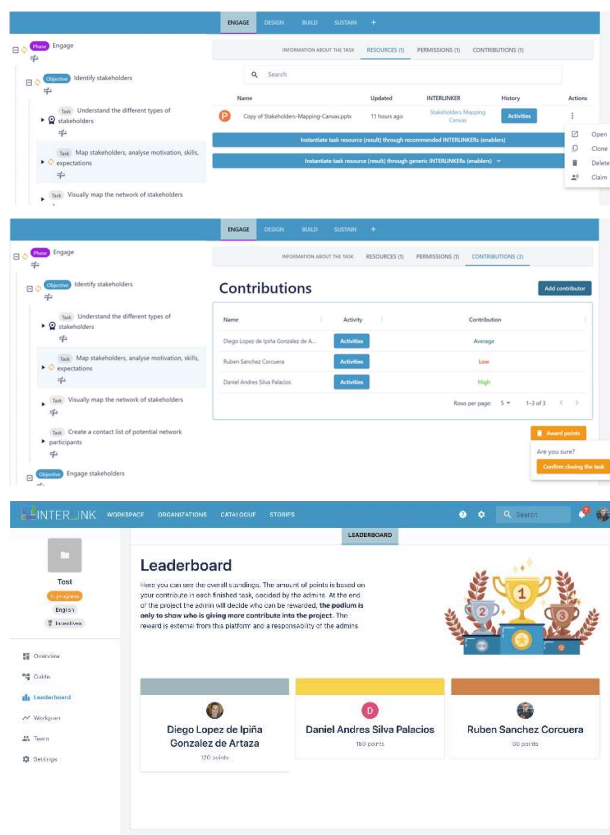 ENGAGE DESIGN BUILD SUSTAIN +
Phase Engage
INFORMATION ABOUT THE TASK RESOURCES (1) PERMISSIONS (1) CONTRIBUTIONS (1)
Objective Identify stakeholders
Search
Name Updated INTERLINKER History Actions
Task Understand the different types of
stakeholders
Copy of Stakeholders-Mapping-Canvas.pptx 11 hours ago Stakeholders Mapping
Canvas Activities
Task Map stakeholders, analyse motivation, skills,
expectations
Instantiate task resource (result) through recommended INTERLINKERs (enablers)
Instantiate task resource (result) through generic INTERLINKERs (enablers)
Open
Clone
Delete
Claim
Task Visually map the network of stakeholders
ENGAGE DESIGN BUILD SUSTAIN +
Phase Engage
INFORMATION ABOUT THE TASK RESOURCES (1) PERMISSIONS (1) CONTRIBUTIONS (3)
Objective Identify stakeholders
Contributions
Add contributor
Task Understand the different types of
stakeholders
Name Activity Contribution
Diego Lopez de Ipiña Gonzalez de A... Activities Average
Task Map stakeholders, analyse motivation, skills,
expectations
Ruben Sanchez Corcuera Activities Low
Daniel Andres Silva Palacios Activities High
Task Visually map the network of stakeholders
Rows per page: 5 1–3 of 3
Task Create a contact list of potential network
participants
Award points
Are you sure?
Confirm closing the task
Objective Engage stakeholders
INTERLINK WORKSPACE ORGANIZATIONS CATALOGUE STORIES
Search
LEADERBOARD
Test
English
Incentives
Overview
Guide
Leaderboard
Workplan
Team
Settings
Leaderboard
Here you can see the overall standings. The amount of points is based on
your contribute in each finished task, decided by the admins. At the end
of the project the admin will decide who can be rewarded, the podium is
only to show who is giving more contribute into the project. The
reward is external from this platform and a responsability of the admins.
1
2
3
D
Diego Lopez de Ipiña
Gonzalez de Artaza
120 points
Daniel Andres Silva Palacios
Ruben Sanchez Corcuera